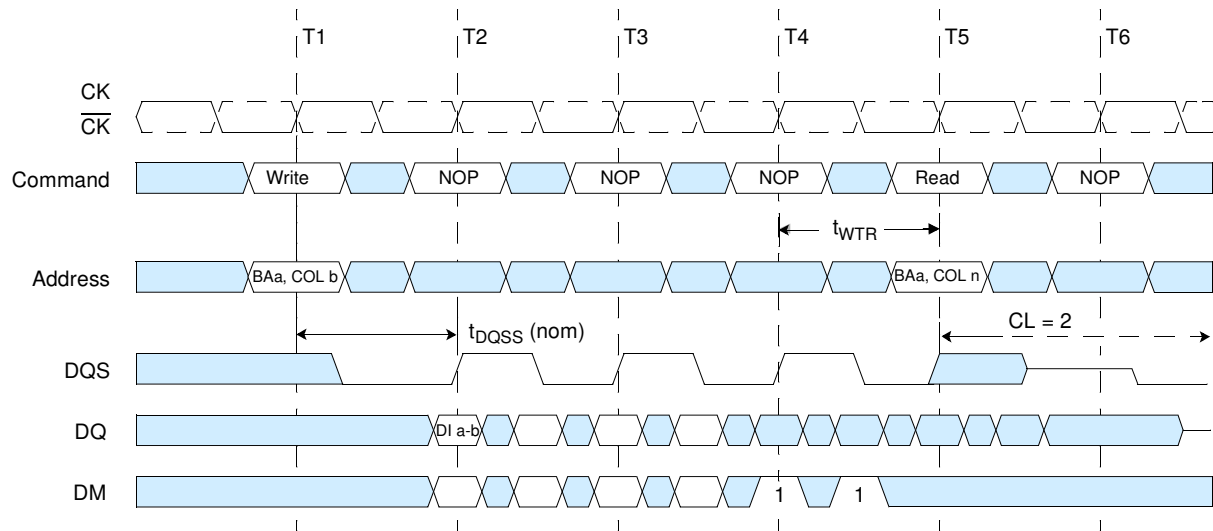 T1 T2 T3 T4 T5 T6
CK
CK
Command Write NOP NOP NOP Read NOP
tWTR
Address BAa, COL b BAa, COL n
tDQSS (nom) CL = 2
DQS
DQ DI a-b
DM 1 1